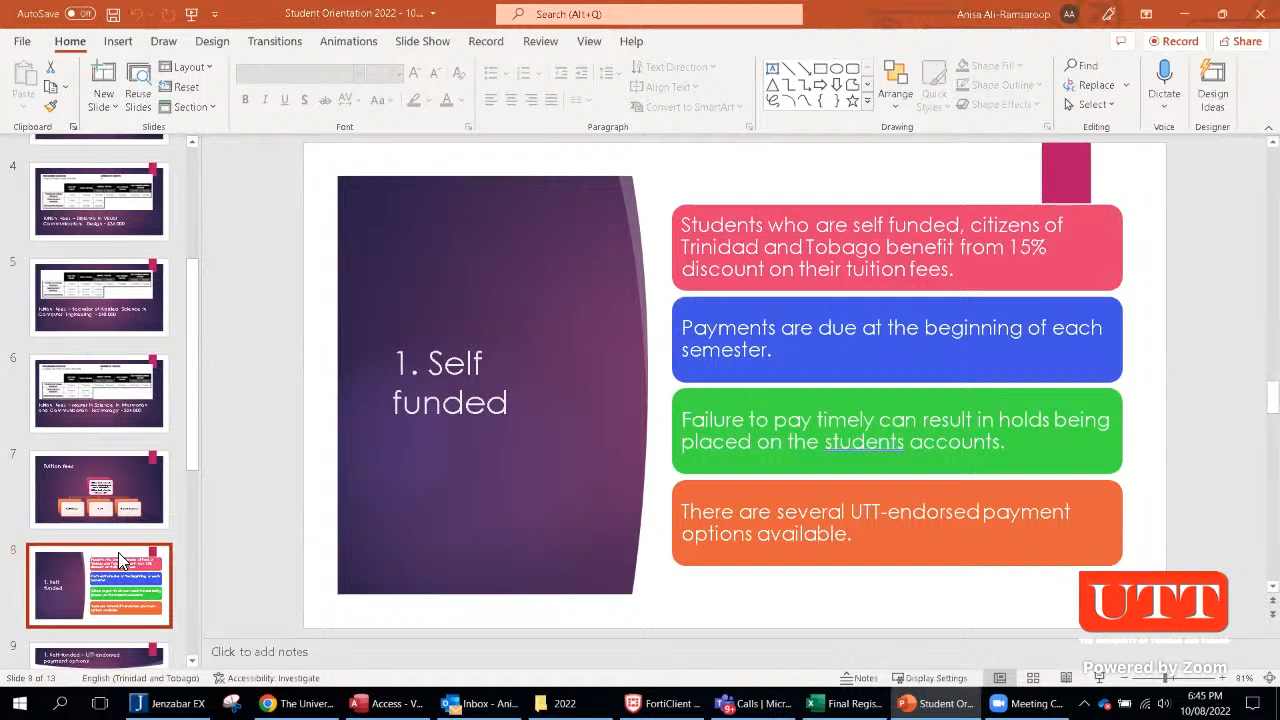 AutoSave Off Student Orientation 2022 - 10... Search (Alt+Q) Anisa Ali-Ramsaroop AA
File Home Insert Draw Design Transitions Animations Slide Show Record Review View Help Record Share
Paste New Slide Reuse Slides Layout Reset Section Text Direction Align Text Convert to SmartArt Arrange Quick Styles Shape Fill Shape Outline Shape Effects Find Replace Select Dictate Design Ideas
Clipboard Slides Font Paragraph Drawing Editing Voice Designer
4
7
Tuition fees
1. Self
funded
9
1. Self-funded - UTT-endorsed
payment options
1. Self
funded
Students who are self funded, citizens of
Trinidad and Tobago benefit from 15%
discount on their tuition fees.
Payments are due at the beginning of each
semester.
Failure to pay timely can result in holds being
placed on the students accounts.
There are several UTT-endorsed payment
options available.
UTT
THE UNIVERSITY OF TRINIDAD AND TOBAGO
Powered by Zoom
Click to add notes
Slide 8 of 13 English (Trinidad and Tobago) Accessibility: Investigate Notes Display Settings 81%
Jenzabar E... The Univer... Access - V... Inbox - Ani... 2022 FortiClient ... Calls | Micr... Final Regis... Student Or... Meeting C... 6:45 PM
10/08/2022